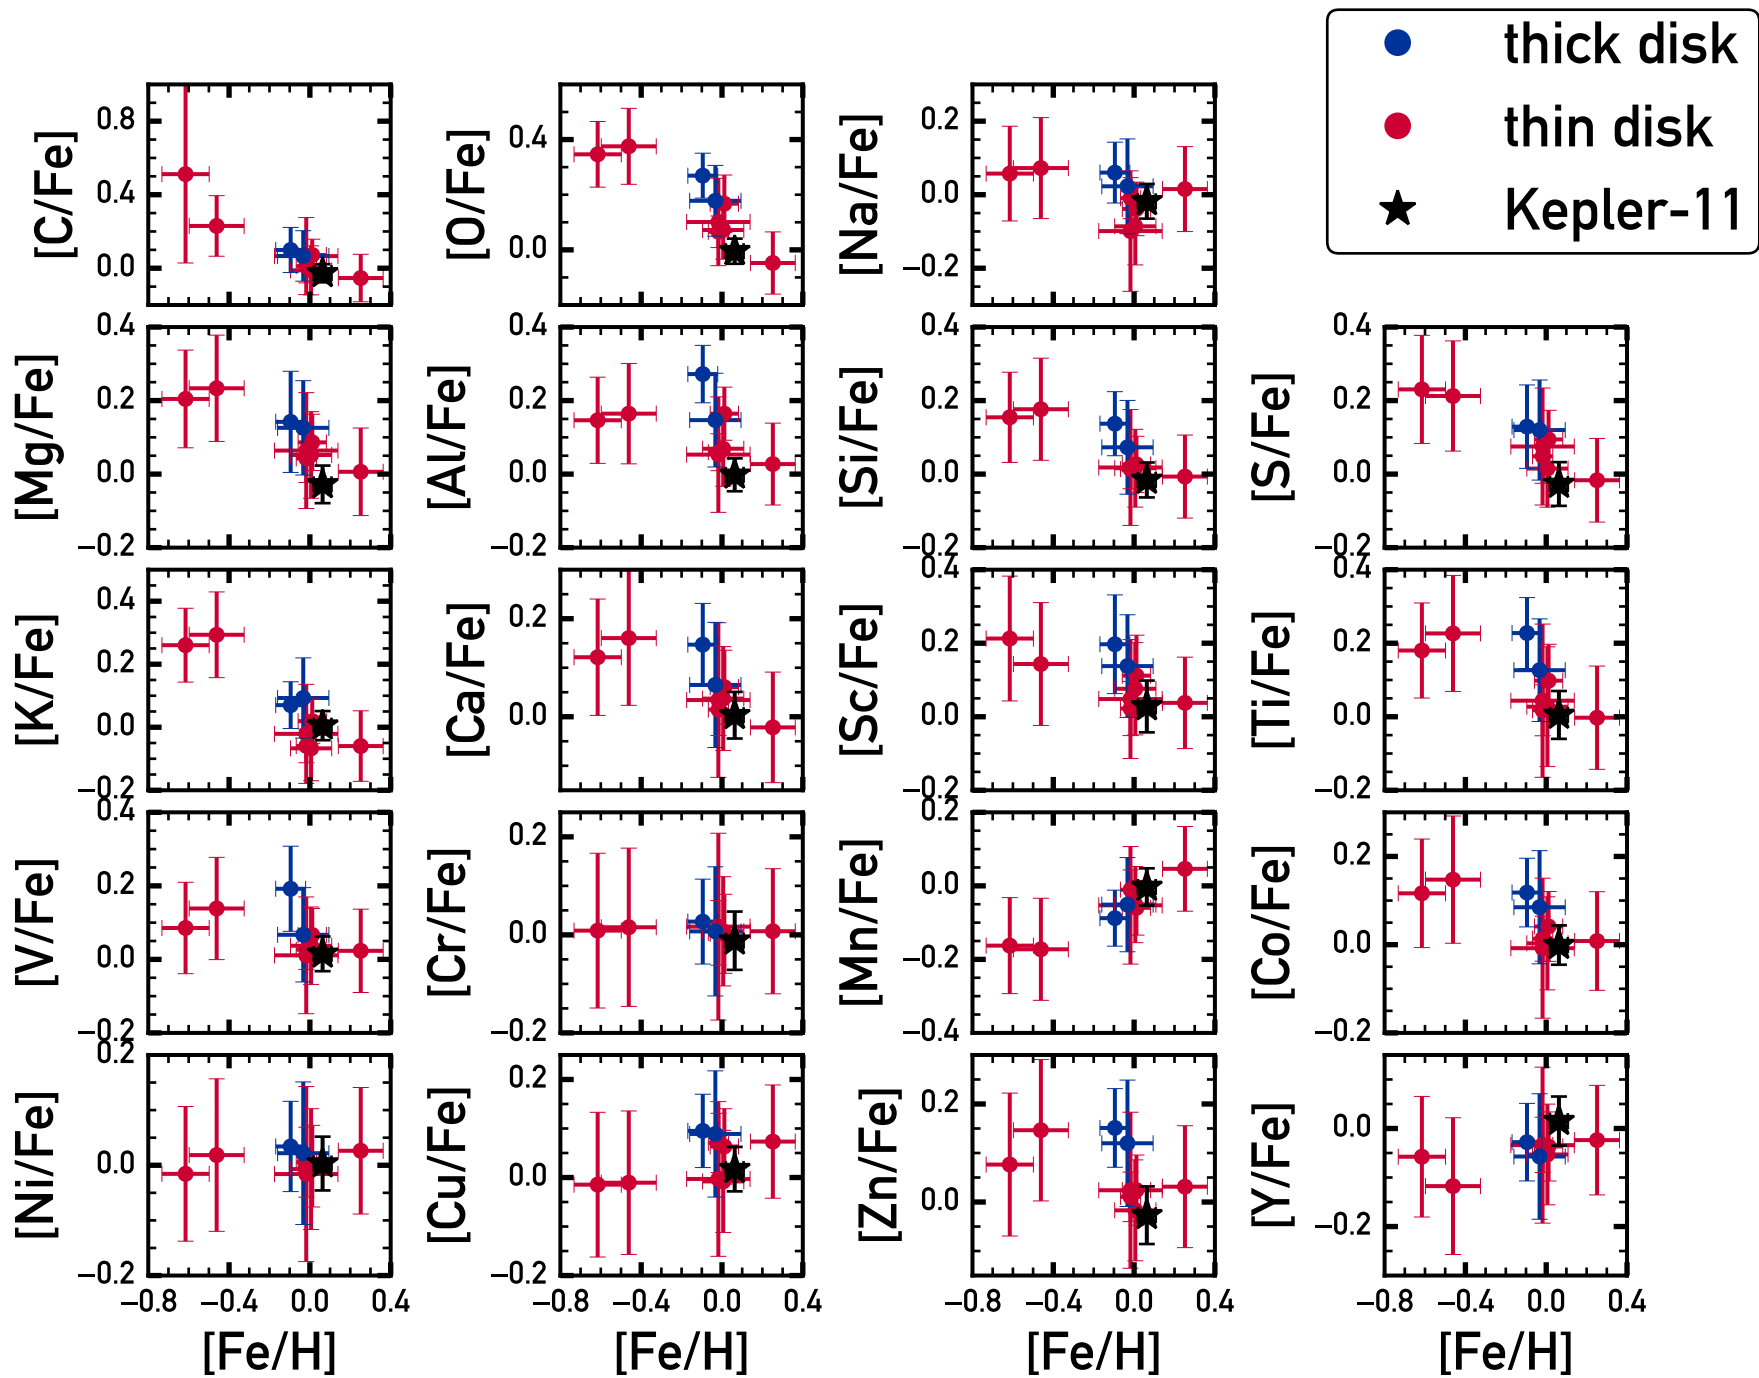 thick disk
thin disk
Kepler-11
[C/Fe]
0.8
0.4
0.0
[O/Fe]
0.4
0.0
[Na/Fe]
0.2
0.0
−0.2
[Mg/Fe]
0.4
0.2
0.0
−0.2
[Al/Fe]
0.4
0.2
0.0
−0.2
[Si/Fe]
0.4
0.2
0.0
−0.2
[S/Fe]
0.4
0.2
0.0
−0.2
[K/Fe]
0.4
0.2
0.0
−0.2
[Ca/Fe]
0.2
0.0
[Sc/Fe]
0.4
0.2
0.0
−0.2
[Ti/Fe]
0.4
0.2
0.0
−0.2
[V/Fe]
0.4
0.2
0.0
−0.2
[Cr/Fe]
0.2
0.0
−0.2
[Mn/Fe]
0.2
0.0
−0.2
−0.4
[Co/Fe]
0.2
0.0
−0.2
[Ni/Fe]
0.2
0.0
−0.2
[Cu/Fe]
0.2
0.0
−0.2
[Zn/Fe]
0.2
0.0
[Y/Fe]
0.0
−0.2
−0.8 −0.4 0.0 0.4
−0.8 −0.4 0.0 0.4
−0.8 −0.4 0.0 0.4
−0.8 −0.4 0.0 0.4
[Fe/H]
[Fe/H]
[Fe/H]
[Fe/H]